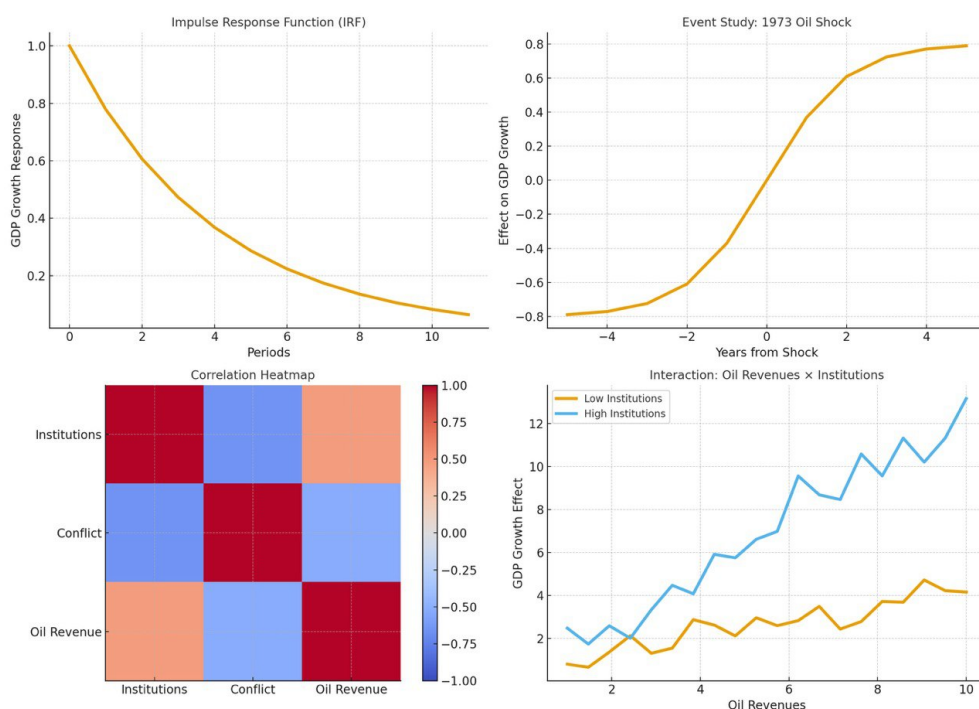 Impulse Response Function (IRF)
1.0
0.8
0.6
0.4
0.2
GDP Growth Response
0 2 4 6 8 10
Periods
Event Study: 1973 Oil Shock
0.8
0.6
0.4
0.2
0.0
−0.2
−0.4
−0.6
−0.8
Effect on GDP Growth
−4 −2 0 2 4
Years from Shock
Correlation Heatmap
Institutions
Conflict
Oil Revenue
Institutions Conflict Oil Revenue
1.00
0.75
0.50
0.25
0.00
−0.25
−0.50
−0.75
−1.00
Interaction: Oil Revenues × Institutions
Low Institutions
High Institutions
12
10
8
6
4
2
GDP Growth Effect
2 4 6 8 10
Oil Revenues